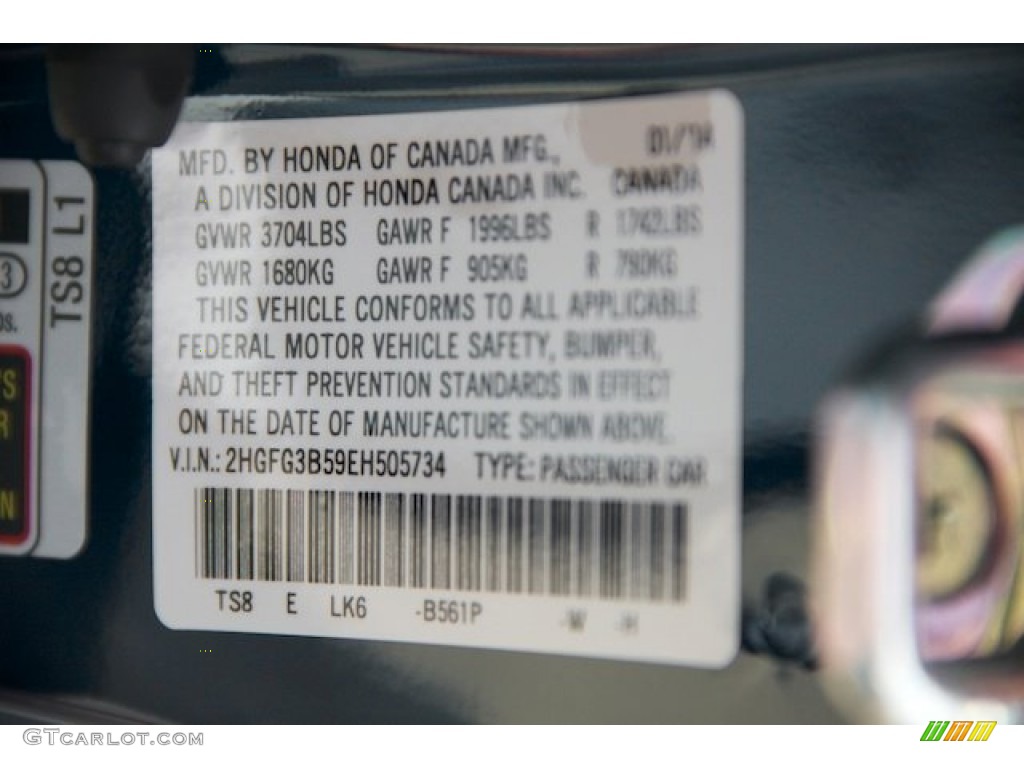 MFD. BY HONDA OF CANADA MFG., 01/14
A DIVISION OF HONDA CANADA INC. CANADA
GVWR 3704LBS GAWR F 1996LBS R 1742LBS
GVWR 1680KG GAWR F 905KG R 790KG
THIS VEHICLE CONFORMS TO ALL APPLICABLE
FEDERAL MOTOR VEHICLE SAFETY, BUMPER,
AND THEFT PREVENTION STANDARDS IN EFFECT
ON THE DATE OF MANUFACTURE SHOWN ABOVE.
V.I.N.: 2HGFG3B59EH505734 TYPE: PASSENGER CAR
TS8 E LK6 -B561P -W -H
TS8 L1
3
GTCARLOT.COM